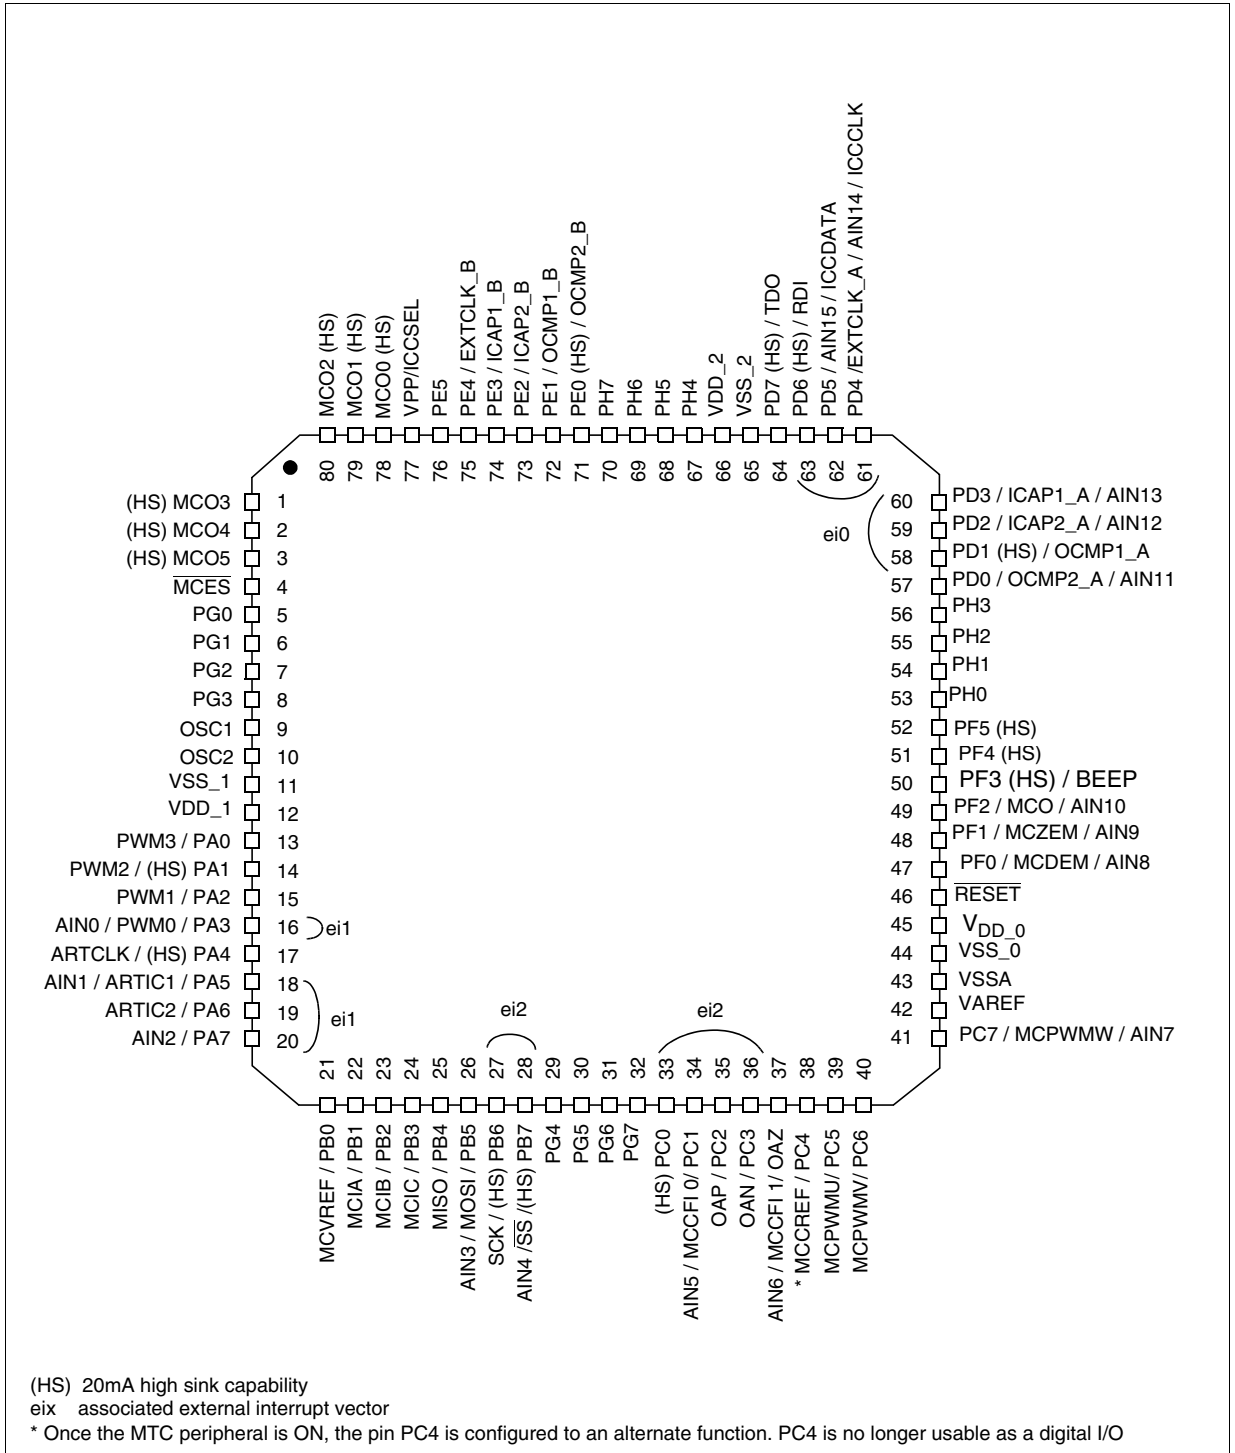 MCO2 (HS)
MCO1 (HS)
MCO0 (HS)
VPP/ICCSEL
PE5
PE4 / EXTCLK_B
PE3 / ICAP1_B
PE2 / ICAP2_B
PE1 / OCMP1_B
PE0 (HS) / OCMP2_B
PH7
PH6
PH5
PH4
VDD_2
VSS_2
PD7 (HS) / TDO
PD6 (HS) / RDI
PD5 / AIN15 / ICCDATA
PD4 /EXTCLK_A / AIN14 / ICCCLK
80 79 78 77 76 75 74 73 72 71 70 69 68 67 66 65 64 63 62 61
(HS) MCO3 1
(HS) MCO4 2
(HS) MCO5 3
MCES 4
PG0 5
PG1 6
PG2 7
PG3 8
OSC1 9
OSC2 10
VSS_1 11
VDD_1 12
PWM3 / PA0 13
PWM2 / (HS) PA1 14
PWM1 / PA2 15
AIN0 / PWM0 / PA3 16 ei1
ARTCLK / (HS) PA4 17
AIN1 / ARTIC1 / PA5 18
ARTIC2 / PA6 19 ei1
AIN2 / PA7 20
60 PD3 / ICAP1_A / AIN13
59 PD2 / ICAP2_A / AIN12
ei0
58 PD1 (HS) / OCMP1_A
57 PD0 / OCMP2_A / AIN11
56 PH3
55 PH2
54 PH1
53 PH0
52 PF5 (HS)
51 PF4 (HS)
50 PF3 (HS) / BEEP
49 PF2 / MCO / AIN10
48 PF1 / MCZEM / AIN9
47 PF0 / MCDEM / AIN8
46 RESET
45 VDD_0
44 VSS_0
43 VSSA
42 VAREF
41 PC7 / MCPWMW / AIN7
ei2 ei2
21 22 23 24 25 26 27 28 29 30 31 32 33 34 35 36 37 38 39 40
MCVREF / PB0
MCIA / PB1
MCIB / PB2
MCIC / PB3
MISO / PB4
AIN3 / MOSI / PB5
SCK / (HS) PB6
AIN4 /SS /(HS) PB7
PG4
PG5
PG6
PG7
(HS) PC0
AIN5 / MCCFI 0/ PC1
OAP / PC2
OAN / PC3
AIN6 / MCCFI 1/ OAZ
* MCCREF / PC4
MCPWMU/ PC5
MCPWMV/ PC6
(HS) 20mA high sink capability
eix associated external interrupt vector
* Once the MTC peripheral is ON, the pin PC4 is configured to an alternate function. PC4 is no longer usable as a digital I/O